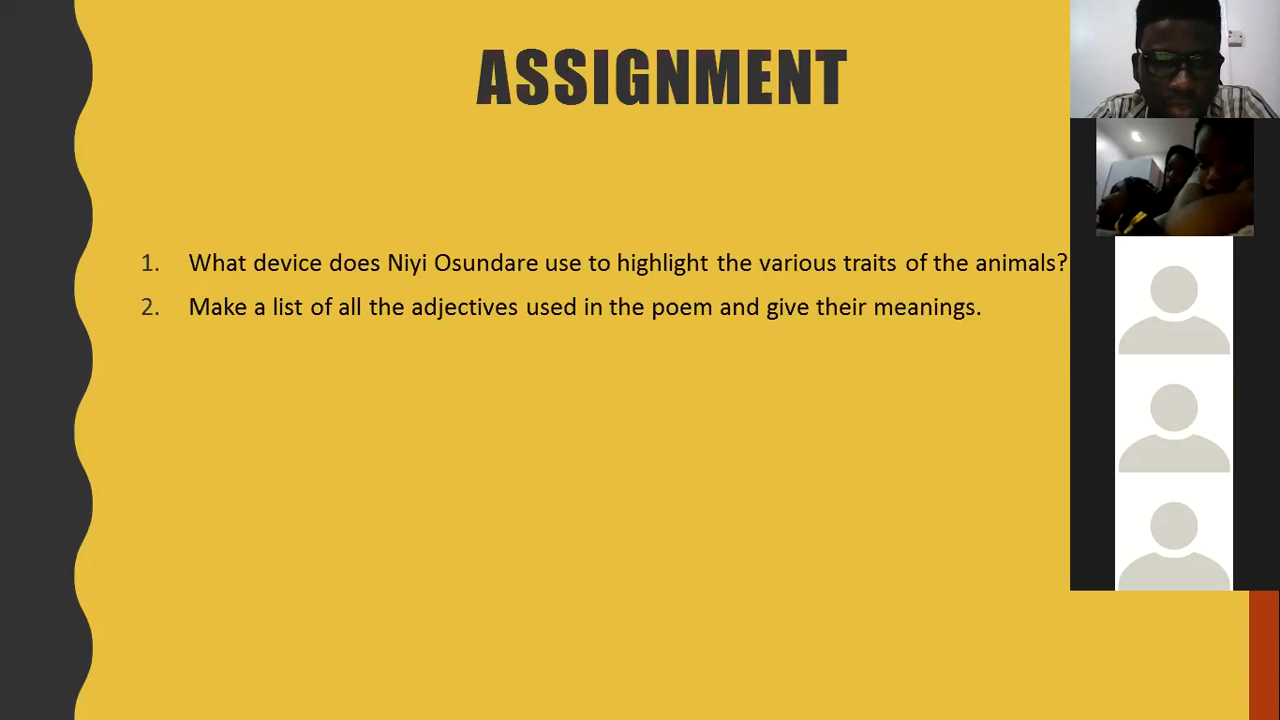 ASSIGNMENT
1. What device does Niyi Osundare use to highlight the various traits of the animals?
2. Make a list of all the adjectives used in the poem and give their meanings.